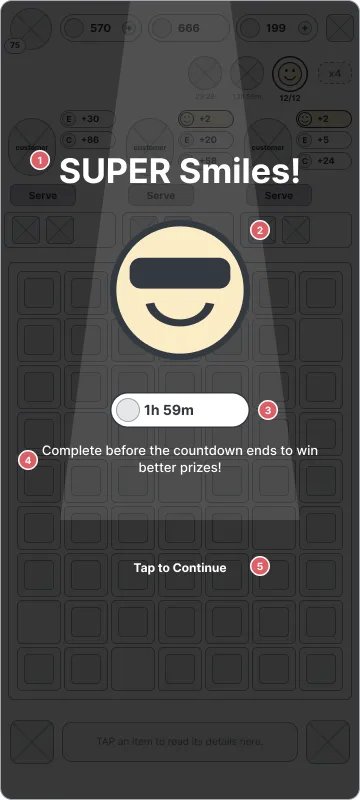 570
666
199
75
x4
12/12
E +30
C +86
+2
E +20
+2
E +5
C +24
customer
customer
customer
1
SUPER Smiles!
Serve
Serve
Serve
2
1h 59m
3
4
Complete before the countdown ends to win
better prizes!
Tap to Continue
5
TAP an item to read its details here.